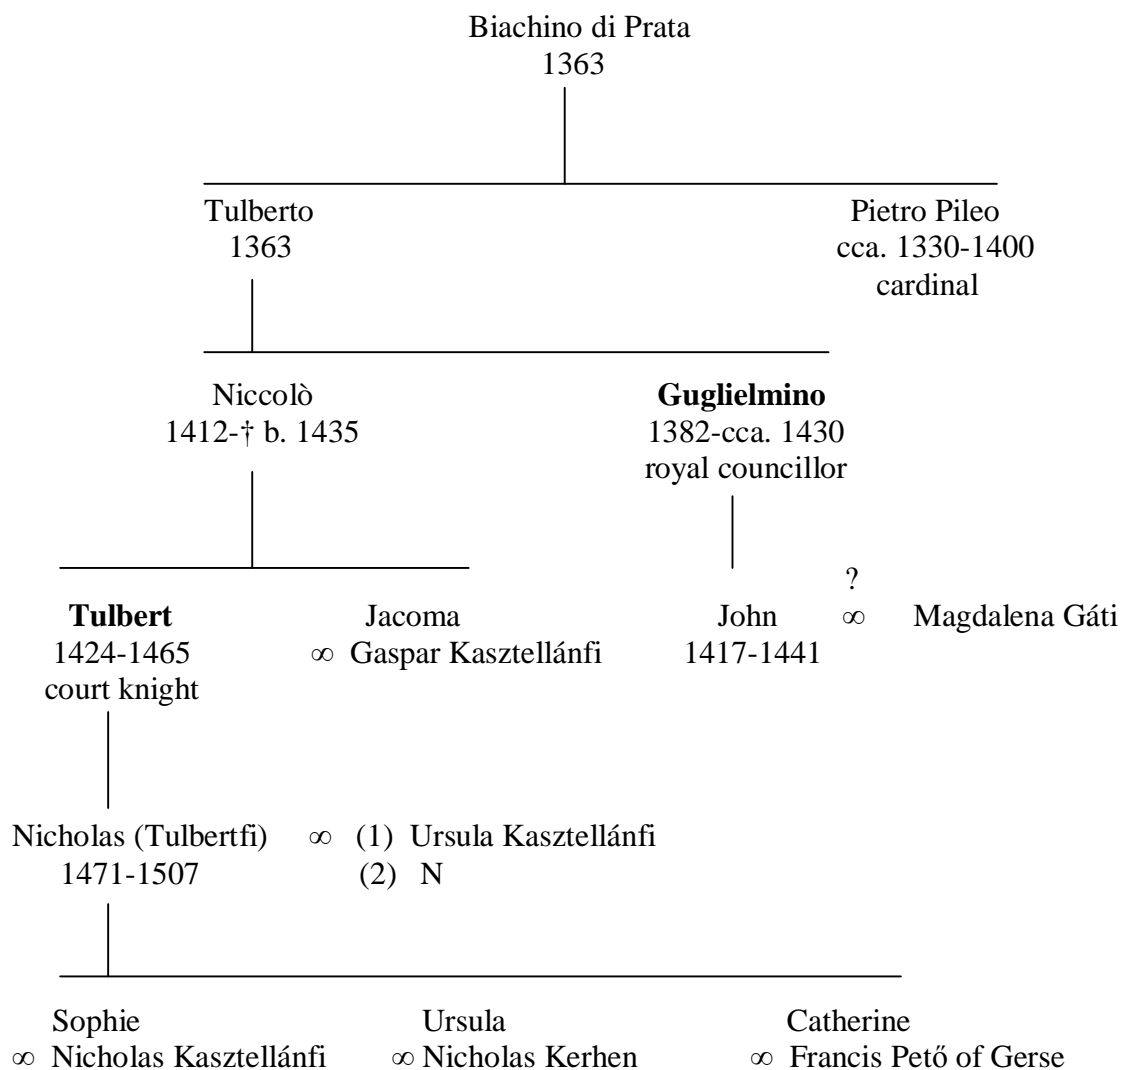 Biachino di Prata
1363
Tulberto Pietro Pileo
1363 cca. 1330-1400
cardinal
Niccolò Guglielmino
1412-† b. 1435 1382-cca. 1430
royal councillor
?
Tulbert Jacoma John ∞ Magdalena Gáti
1424-1465 ∞ Gaspar Kasztellánfi 1417-1441
court knight
Nicholas (Tulbertfi) ∞ (1) Ursula Kasztellánfi
1471-1507 (2) N
Sophie Ursula Catherine
∞ Nicholas Kasztellánfi ∞ Nicholas Kerhen ∞ Francis Pető of Gerse